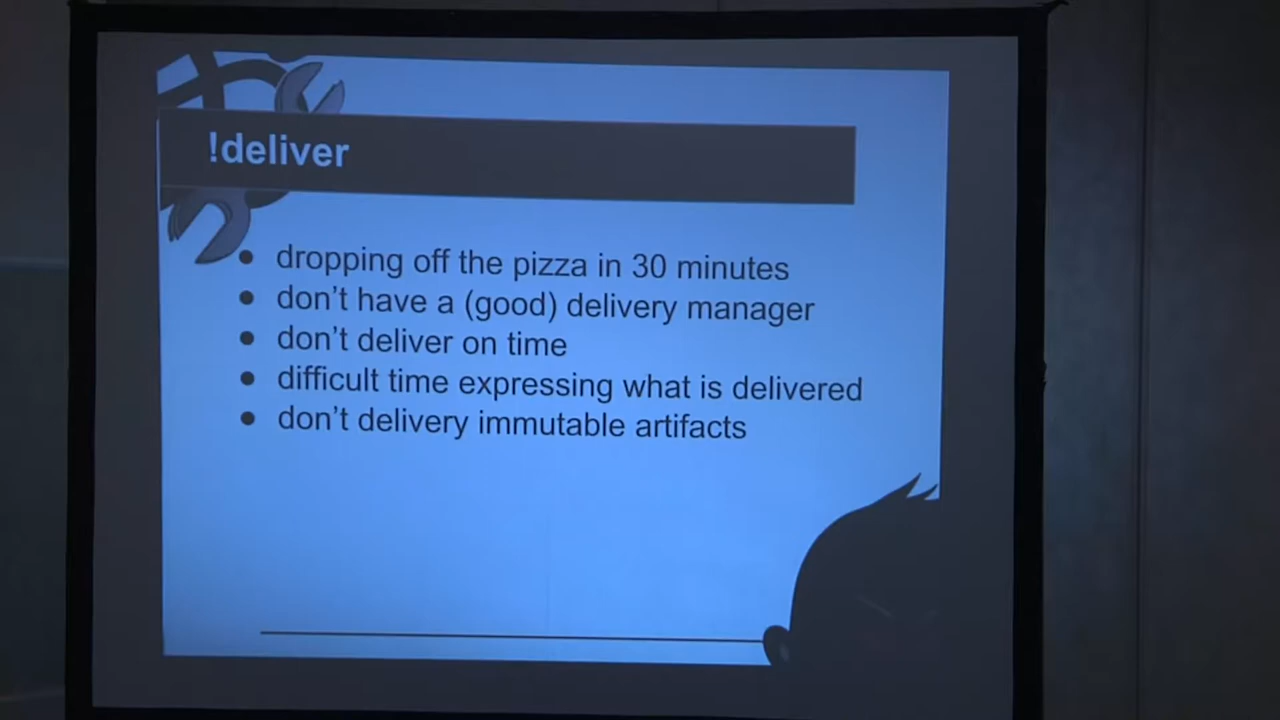 !deliver
● dropping off the pizza in 30 minutes
● don't have a (good) delivery manager
● don't deliver on time
● difficult time expressing what is delivered
● don't delivery immutable artifacts